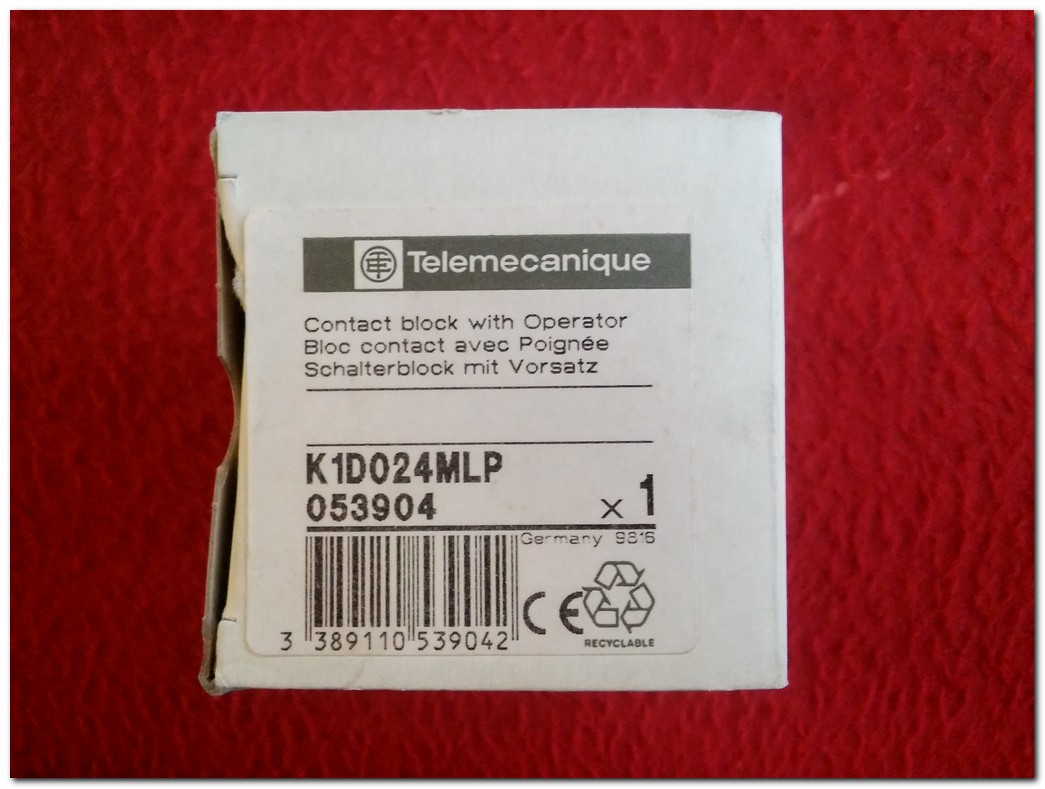 Telemecanique
Contact block with Operator
Bloc contact avec Poignée
Schalterblock mit Vorsatz
K1D024MLP
053904
x 1
Germany 9816
3 389110 539042
CE
RECYCLABLE